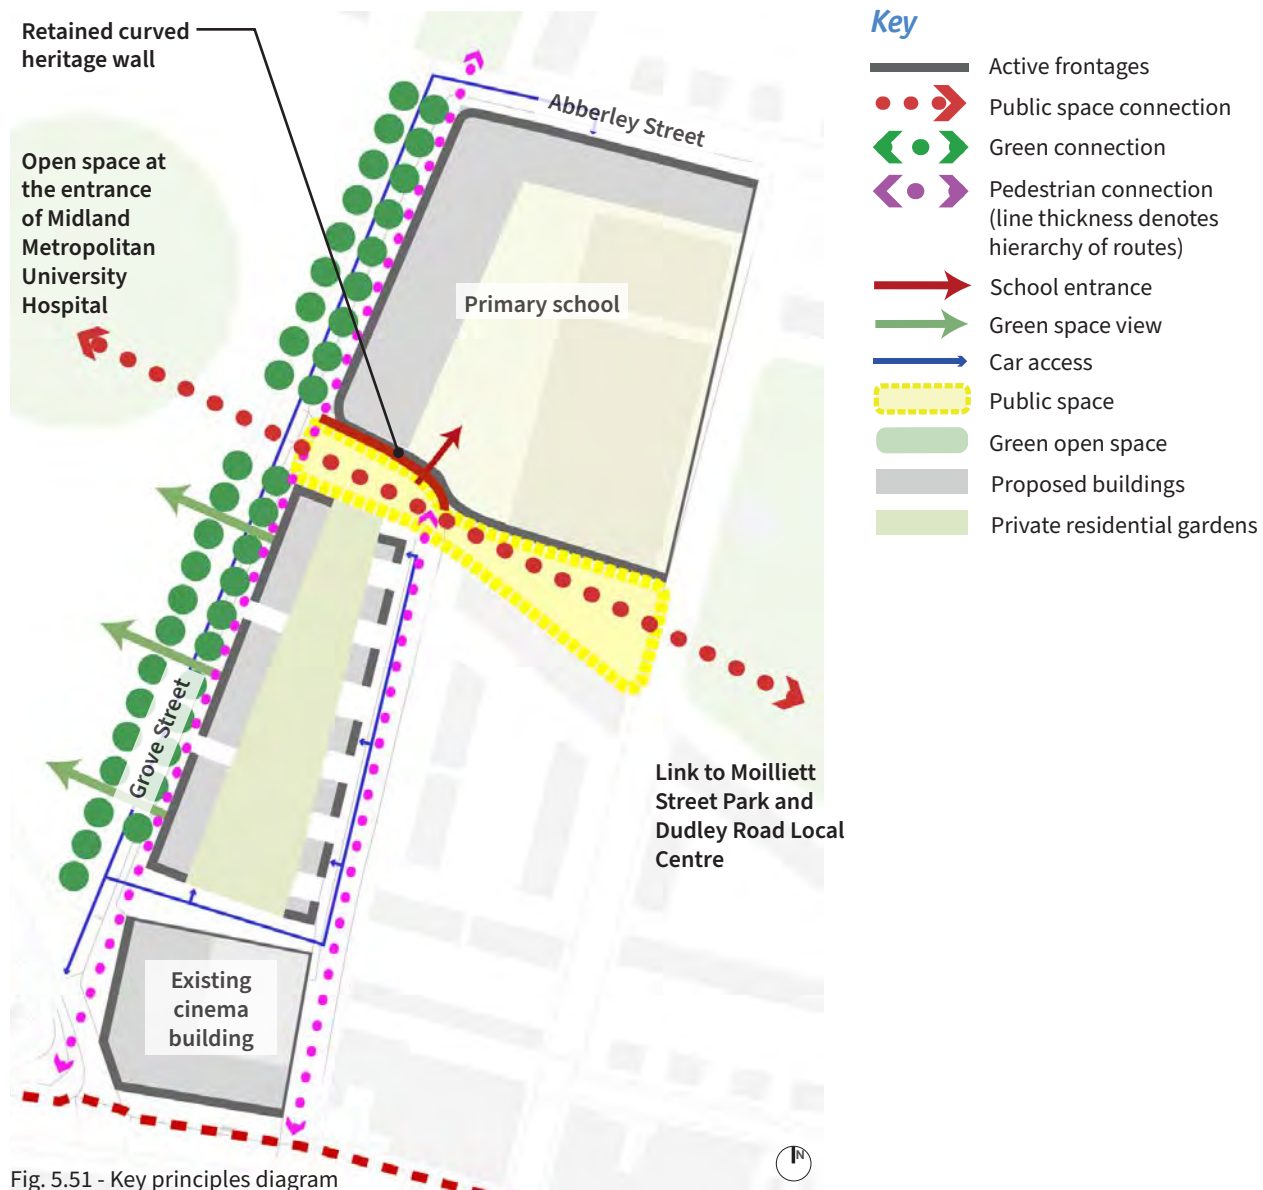 Retained curved
heritage wall
Abberley Street
Open space at
the entrance
of Midland
Metropolitan
University
Hospital
Primary school
Grove Street
Link to Moilliett
Street Park and
Dudley Road Local
Centre
Existing
cinema
building
N
Fig. 5.51 - Key principles diagram
Key
Active frontages
Public space connection
Green connection
Pedestrian connection
(line thickness denotes
hierarchy of routes)
School entrance
Green space view
Car access
Public space
Green open space
Proposed buildings
Private residential gardens